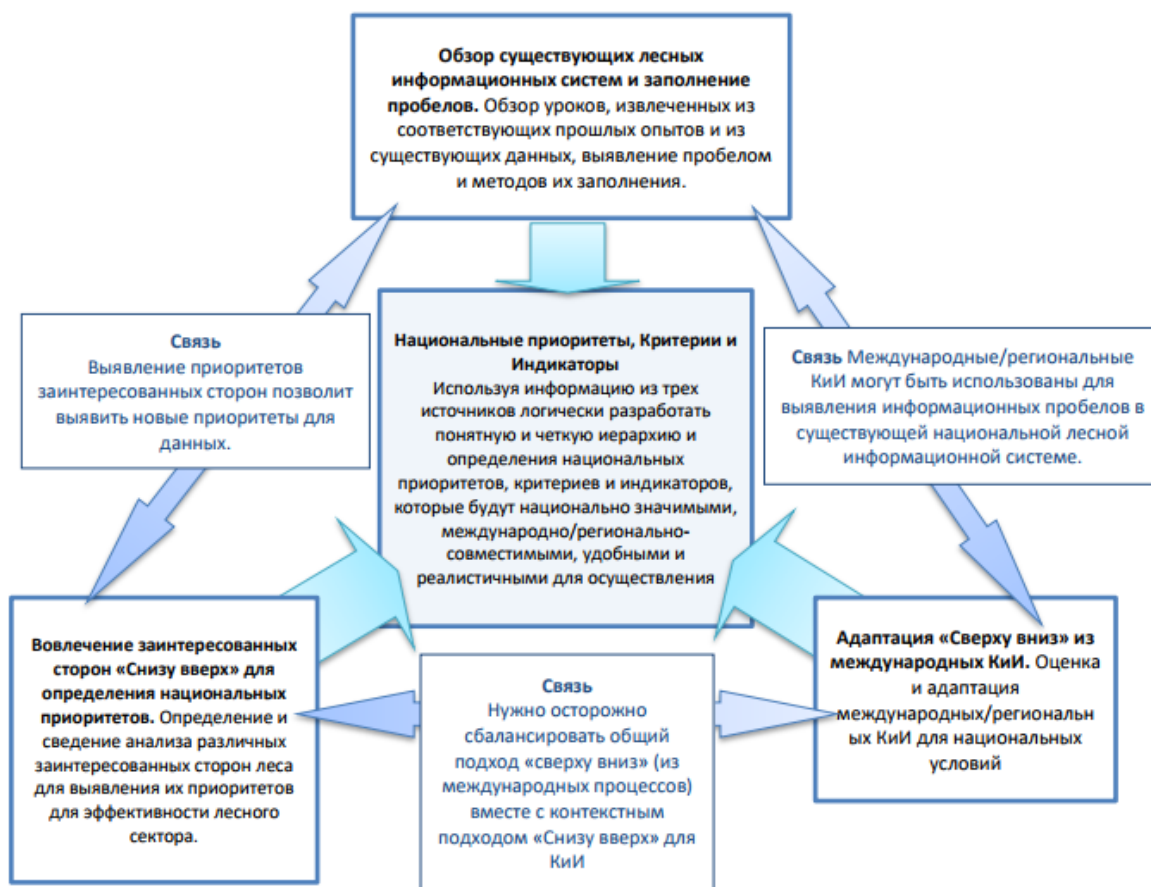 Обзор существующих лесных
информационных систем и заполнение
пробелов. Обзор уроков, извлеченных из
соответствующих прошлых опытов и из
существующих данных, выявление пробелом
и методов их заполнения.
Связь
Выявление приоритетов
заинтересованных сторон позволит
выявить новые приоритеты для
данных.
Национальные приоритеты, Критерии и
Индикаторы
Используя информацию из трех
источников логически разработать
понятную и четкую иерархию и
определения национальных
приоритетов, критериев и индикаторов,
которые будут национально значимыми,
международно/регионально-
совместимыми, удобными и
реалистичными для осуществления
Связь Международные/региональные
КиИ могут быть использованы для
выявления информационных пробелов в
существующей национальной лесной
информационной системе.
Вовлечение заинтересованных
сторон «Снизу вверх» для
определения национальных
приоритетов. Определение и
сведение анализа различных
заинтересованных сторон леса
для выявления их приоритетов
для эффективности лесного
сектора.
Связь
Нужно осторожно
сбалансировать общий
подход «сверху вниз» (из
международных процессов)
вместе с контекстным
подходом «Снизу вверх» для
КиИ
Адаптация «Сверху вниз» из
международных КиИ. Оценка
и адаптация
международных/региональн
ых КиИ для национальных
условий